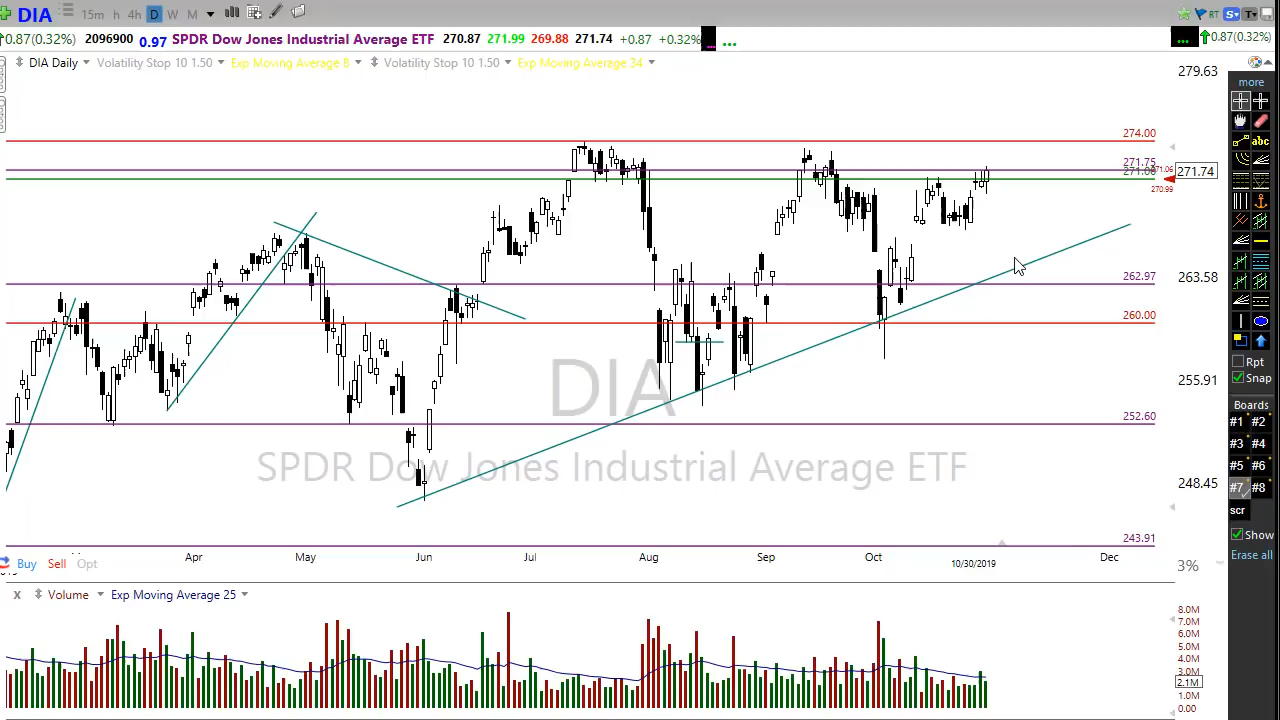 DIA 15m h 4h D W M RT S T
0.87(0.32%) 2096900 0.97 SPDR Dow Jones Industrial Average ETF 270.87 271.99 269.88 271.74 +0.87 +0.32% ... ... ... 0.87(0.32%)
DIA Daily Volatility Stop 10 1.50 Exp Moving Average 8 Volatility Stop 10 1.50 Exp Moving Average 34
279.63
more
abc
274.00
271.75
271.00
271.06
271.74
270.99
262.97
263.58
260.00
Rpt
Snap
DIA
255.91
Boards
252.60
#1 #2
#3 #4
SPDR Dow Jones Industrial Average ETF
#5 #6
248.45
#7 #8
scr
243.91
Show
Apr May Jun Jul Aug Sep Oct Dec
Erase all
Buy Sell Opt
10/30/2019
3%
X Volume Exp Moving Average 25
8.0M
7.0M
6.0M
5.0M
4.0M
3.0M
2.1M
1.0M
0.00